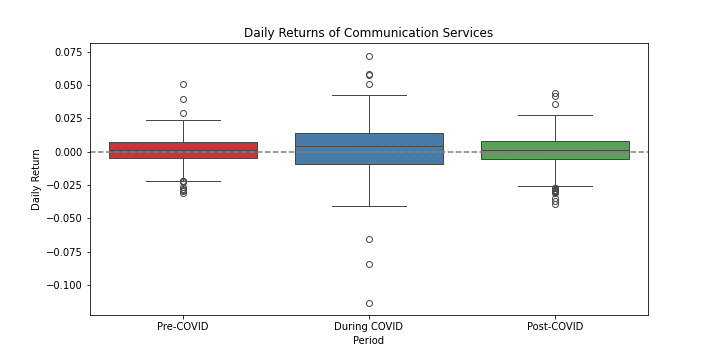 Daily Returns of Communication Services
Daily Return
0.075
0.050
0.025
0.000
−0.025
−0.050
−0.075
−0.100
Pre-COVID
During COVID
Post-COVID
Period